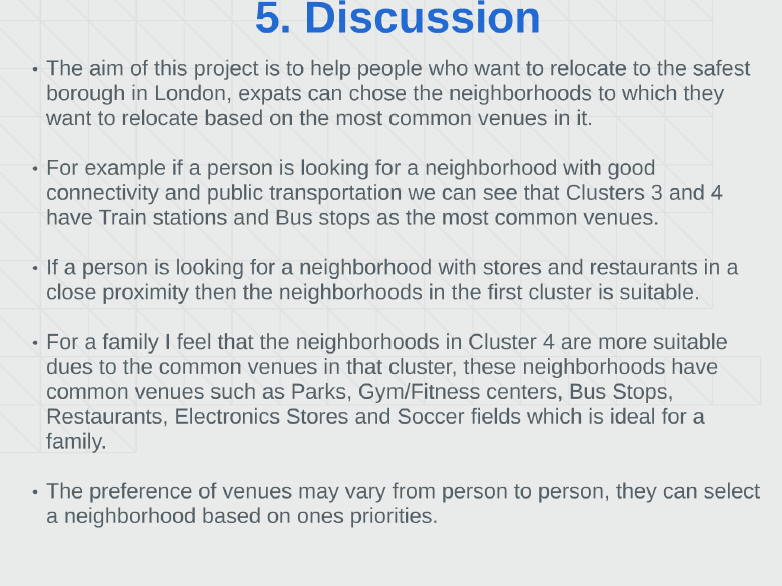 5. Discussion
• The aim of this project is to help people who want to relocate to the safest
borough in London, expats can chose the neighborhoods to which they
want to relocate based on the most common venues in it.
• For example if a person is looking for a neighborhood with good
connectivity and public transportation we can see that Clusters 3 and 4
have Train stations and Bus stops as the most common venues.
• If a person is looking for a neighborhood with stores and restaurants in a
close proximity then the neighborhoods in the first cluster is suitable.
• For a family I feel that the neighborhoods in Cluster 4 are more suitable
dues to the common venues in that cluster, these neighborhoods have
common venues such as Parks, Gym/Fitness centers, Bus Stops,
Restaurants, Electronics Stores and Soccer fields which is ideal for a
family.
• The preference of venues may vary from person to person, they can select
a neighborhood based on ones priorities.